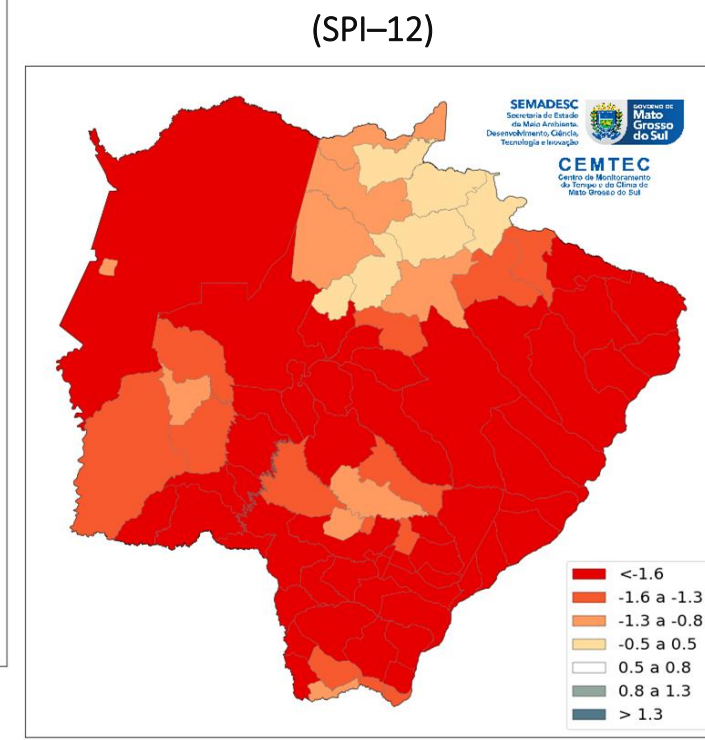 (SPI–12)
SEMADESC
Secretaria de Estado
de Meio Ambiente,
Desenvolvimento, Ciência,
Tecnologia e Inovação
GOVERNO DE
Mato
Grosso
do Sul
CEMTEC
Centro de Monitoramento
do Tempo e do Clima de
Mato Grosso do Sul
<-1.6
-1.6 a -1.3
-1.3 a -0.8
-0.5 a 0.5
0.5 a 0.8
0.8 a 1.3
> 1.3